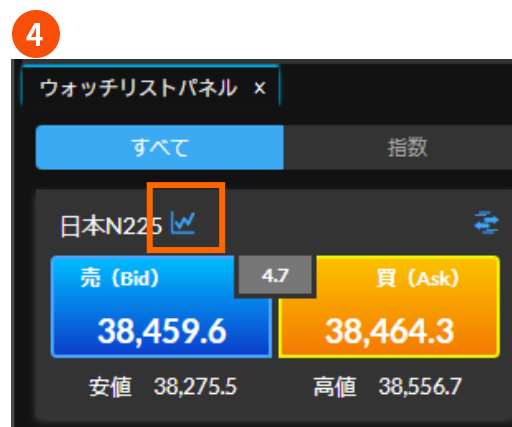 4
ウォッチリストパネル ×
すべて 指数
日本N225
売（Bid） 4.7 買（Ask）
38,459.6 38,464.3
安値 38,275.5 高値 38,556.7